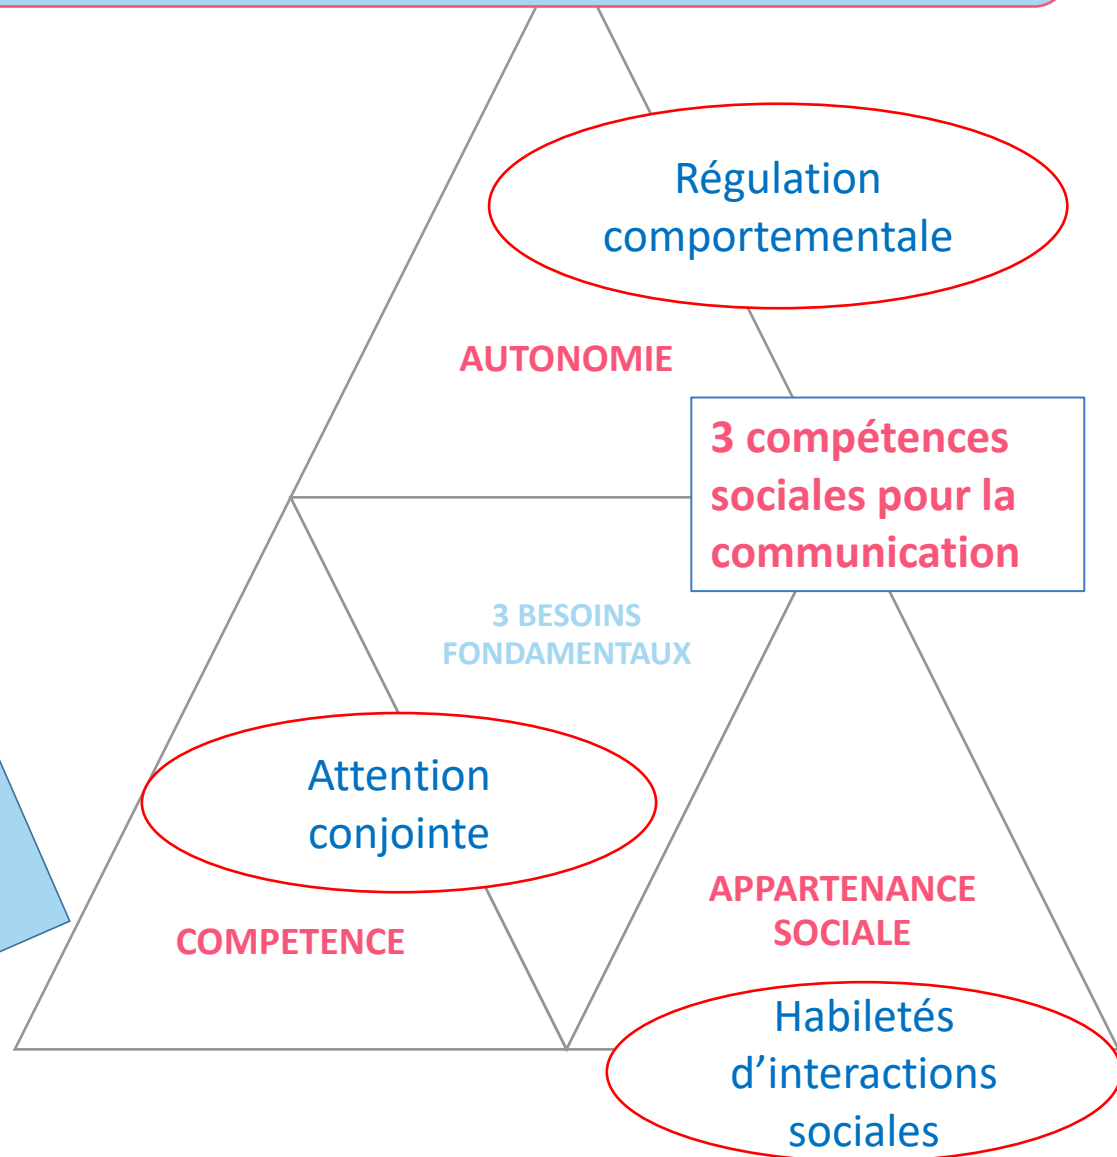 Régulation
comportementale
AUTONOMIE
3 compétences
sociales pour la
communication
3 BESOINS
FONDAMENTAUX
Attention
conjointe
COMPETENCE
APPARTENANCE
SOCIALE
Habiletés
d’interactions
sociales